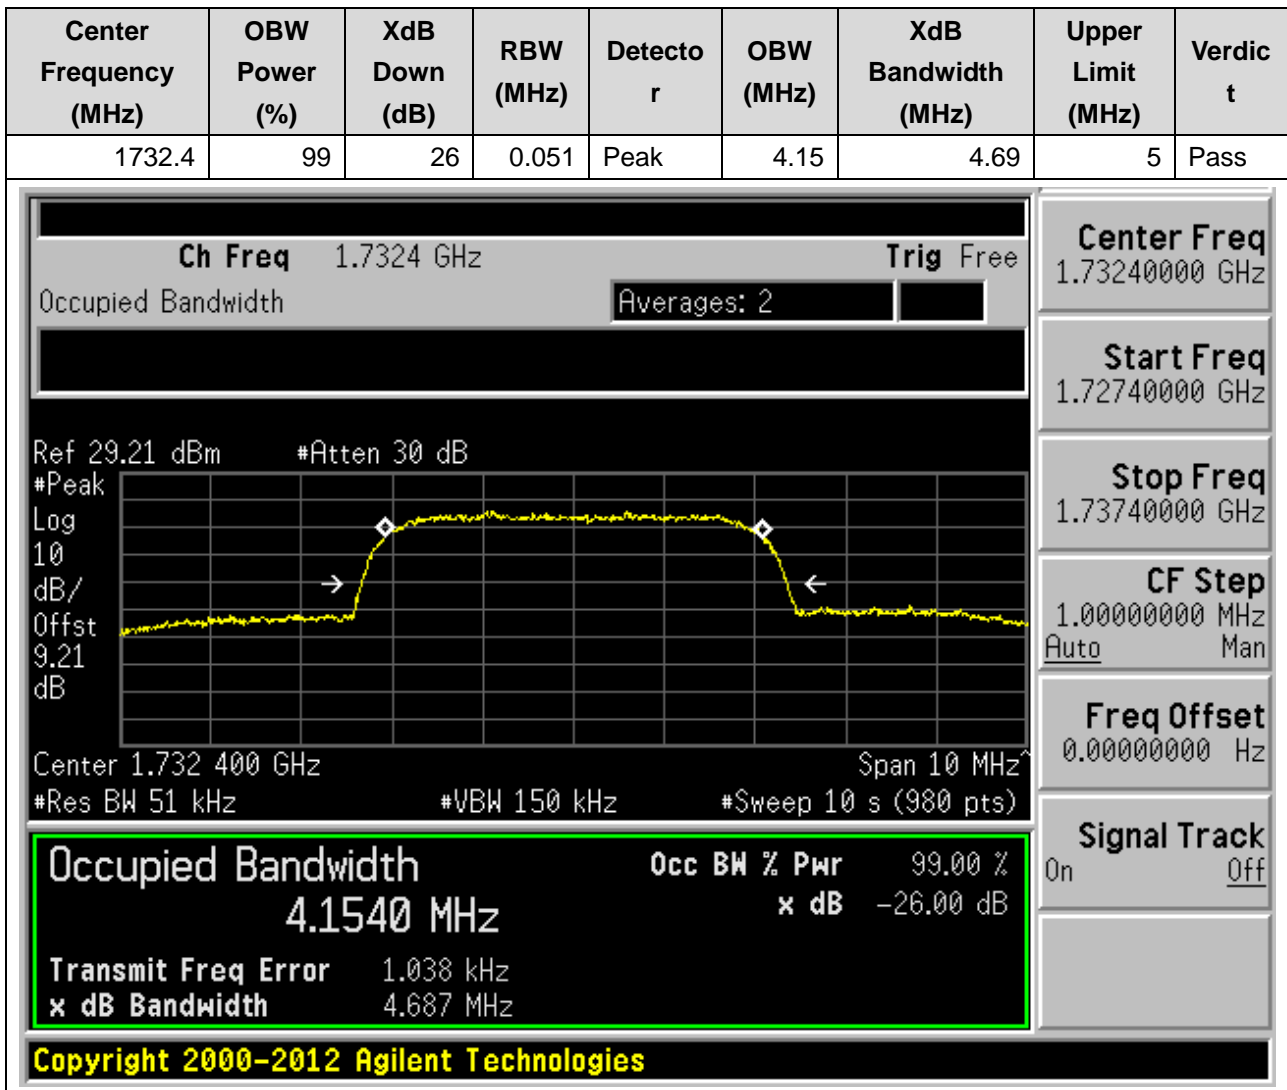 Center Frequency (MHz) OBW Power (%) XdB Down (dB) RBW (MHz) Detecto r OBW (MHz) XdB Bandwidth (MHz) Upper Limit (MHz) Verdic t
1732.4 99 26 0.051 Peak 4.15 4.69 5 Pass
Ch Freq 1.7324 GHz Trig Free
Occupied Bandwidth Averages: 2
Ref 29.21 dBm #Atten 30 dB
#Peak
Log
10
dB/
Offst
9.21
dB
Center 1.732 400 GHz Span 10 MHz^
#Res BW 51 kHz #VBW 150 kHz #Sweep 10 s (980 pts)
Occupied Bandwidth Occ BW % Pwr 99.00 %
4.1540 MHz x dB -26.00 dB
Transmit Freq Error 1.038 kHz
x dB Bandwidth 4.687 MHz
Copyright 2000-2012 Agilent Technologies
Center Freq
1.73240000 GHz
Start Freq
1.72740000 GHz
Stop Freq
1.73740000 GHz
CF Step
1.00000000 MHz
Auto Man
Freq Offset
0.00000000 Hz
Signal Track
On Off